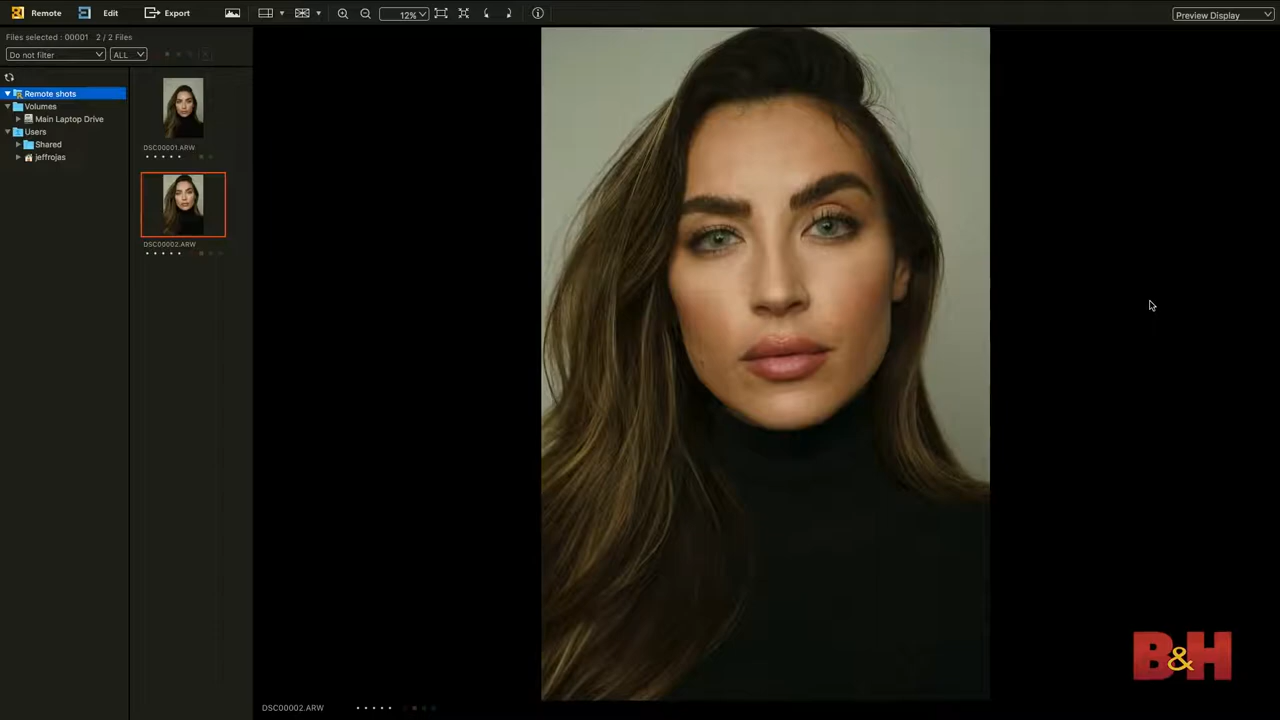 Remote Edit Export 12% Preview Display
Files selected : 00001 2 / 2 Files
Do not filter ALL
Remote shots
Volumes
Main Laptop Drive
Users
Shared
jeffrojas
DSC00001.ARW
DSC00002.ARW
B&H
DSC00002.ARW